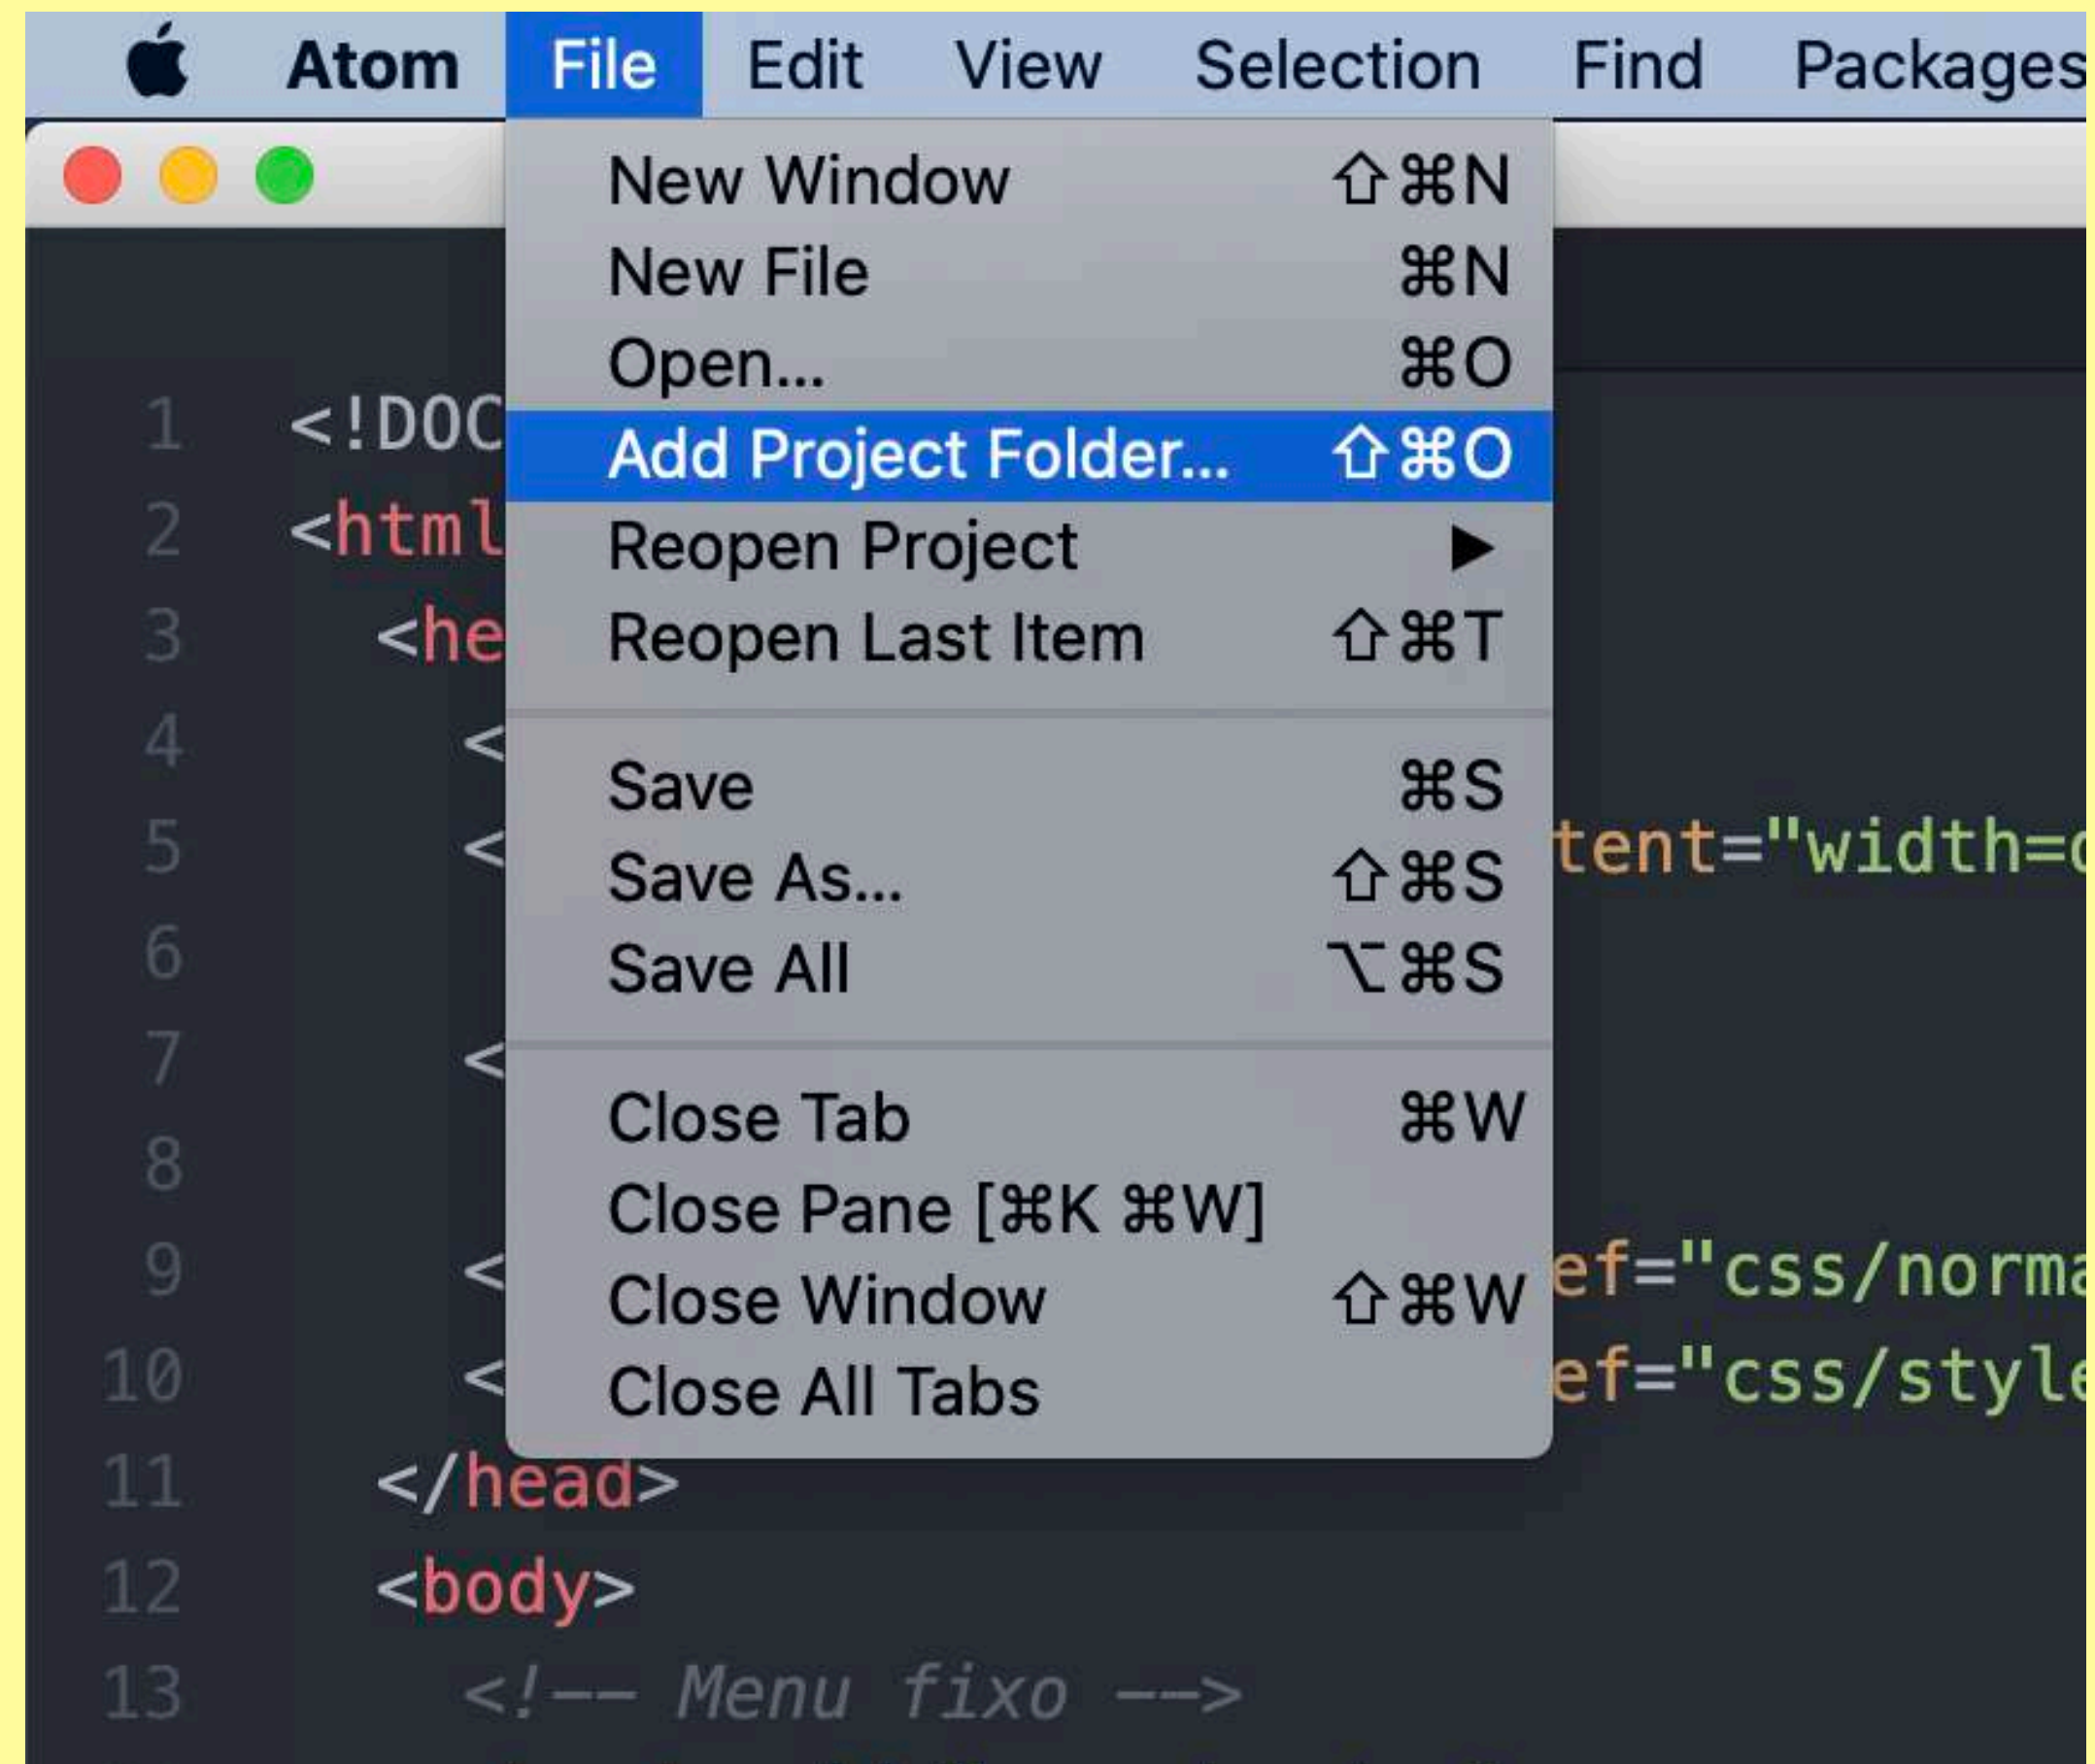 Atom File Edit View Selection Find Packages
New Window ⇧⌘N
New File ⌘N
Open... ⌘O
Add Project Folder... ⇧⌘O
Reopen Project ▶
Reopen Last Item ⇧⌘T
Save ⌘S
Save As... ⇧⌘S
Save All ⌥⌘S
Close Tab ⌘W
Close Pane [⌘K ⌘W]
Close Window ⇧⌘W
Close All Tabs
1 <!DOC
2 <html
3 <he
4 <
5 < tent="width=
6
7 <
8
9 < ef="css/norma
10 < ef="css/style
11 </head>
12 <body>
13 <!-- Menu fixo -->